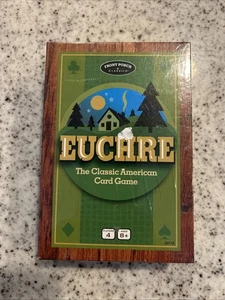 FRONT PORCH
CLASSICS
EUCHRE
The Classic American
Card Game
4
8+